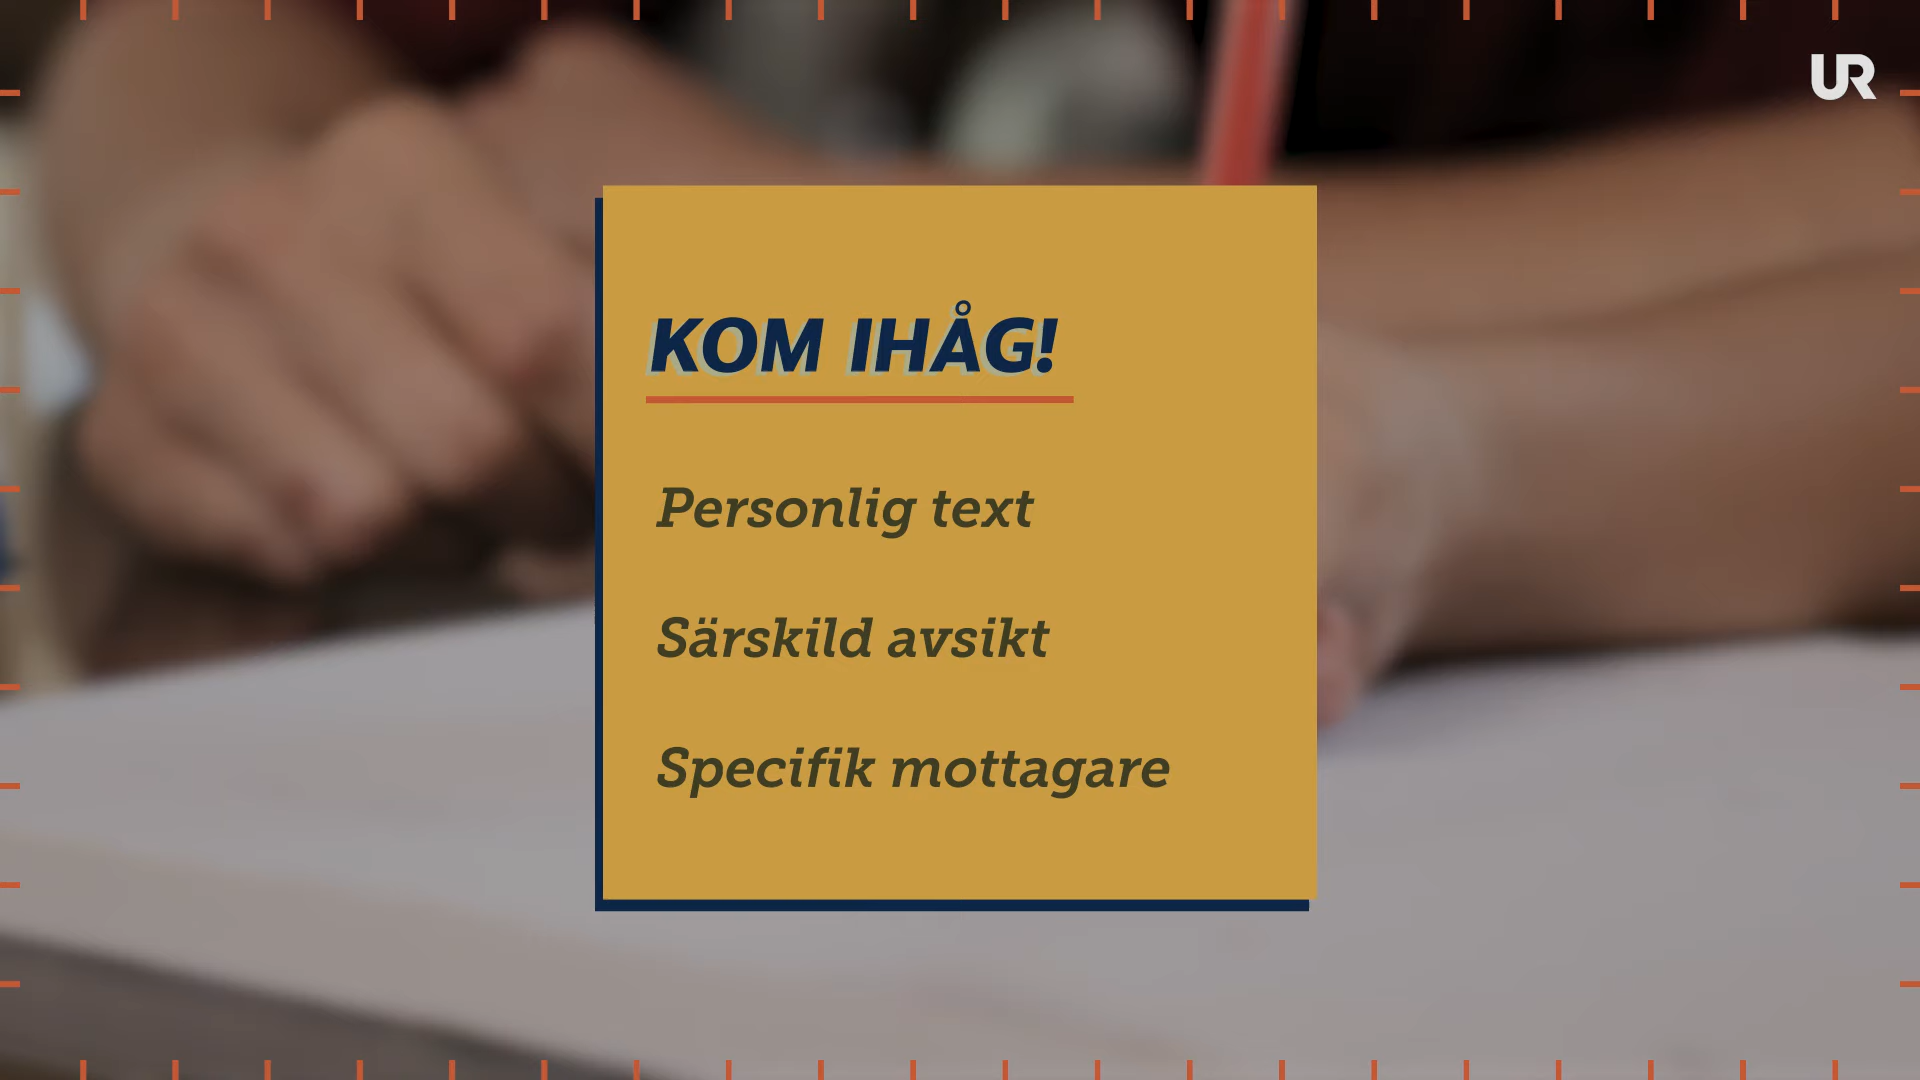 UR
KOM IHÅG!
Personlig text
Särskild avsikt
Specifik mottagare